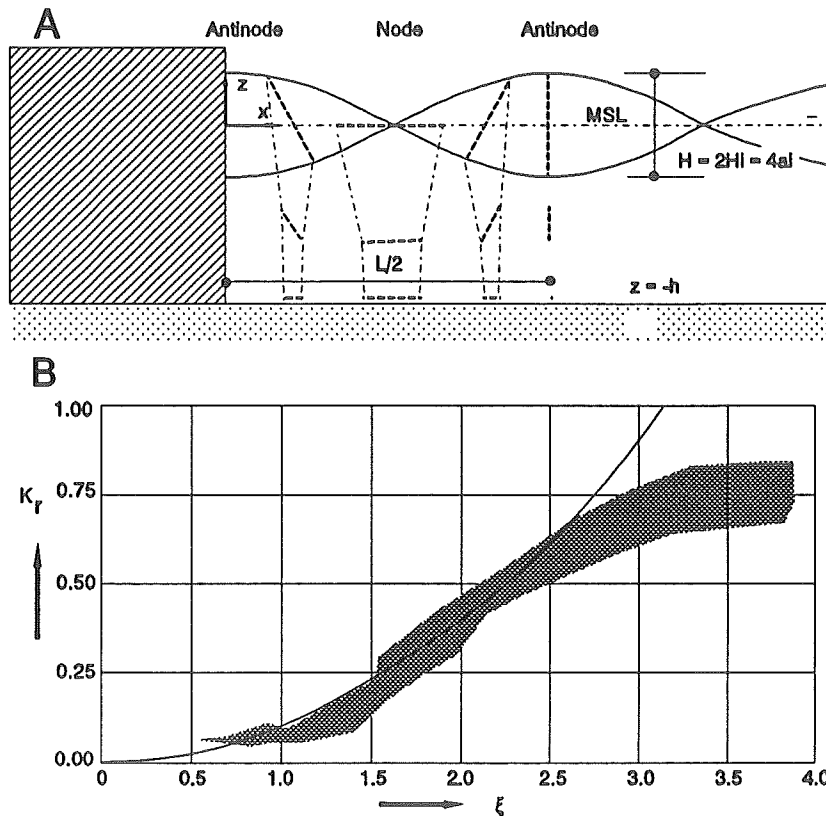 A
Antinode Node Antinode
z
x
MSL
H = 2Hi = 4ai
L/2
z = -h
B
1.00
0.75
Kr
0.50
0.25
0.00
0 0.5 1.0 1.5 2.0 2.5 3.0 3.5 4.0
ξ